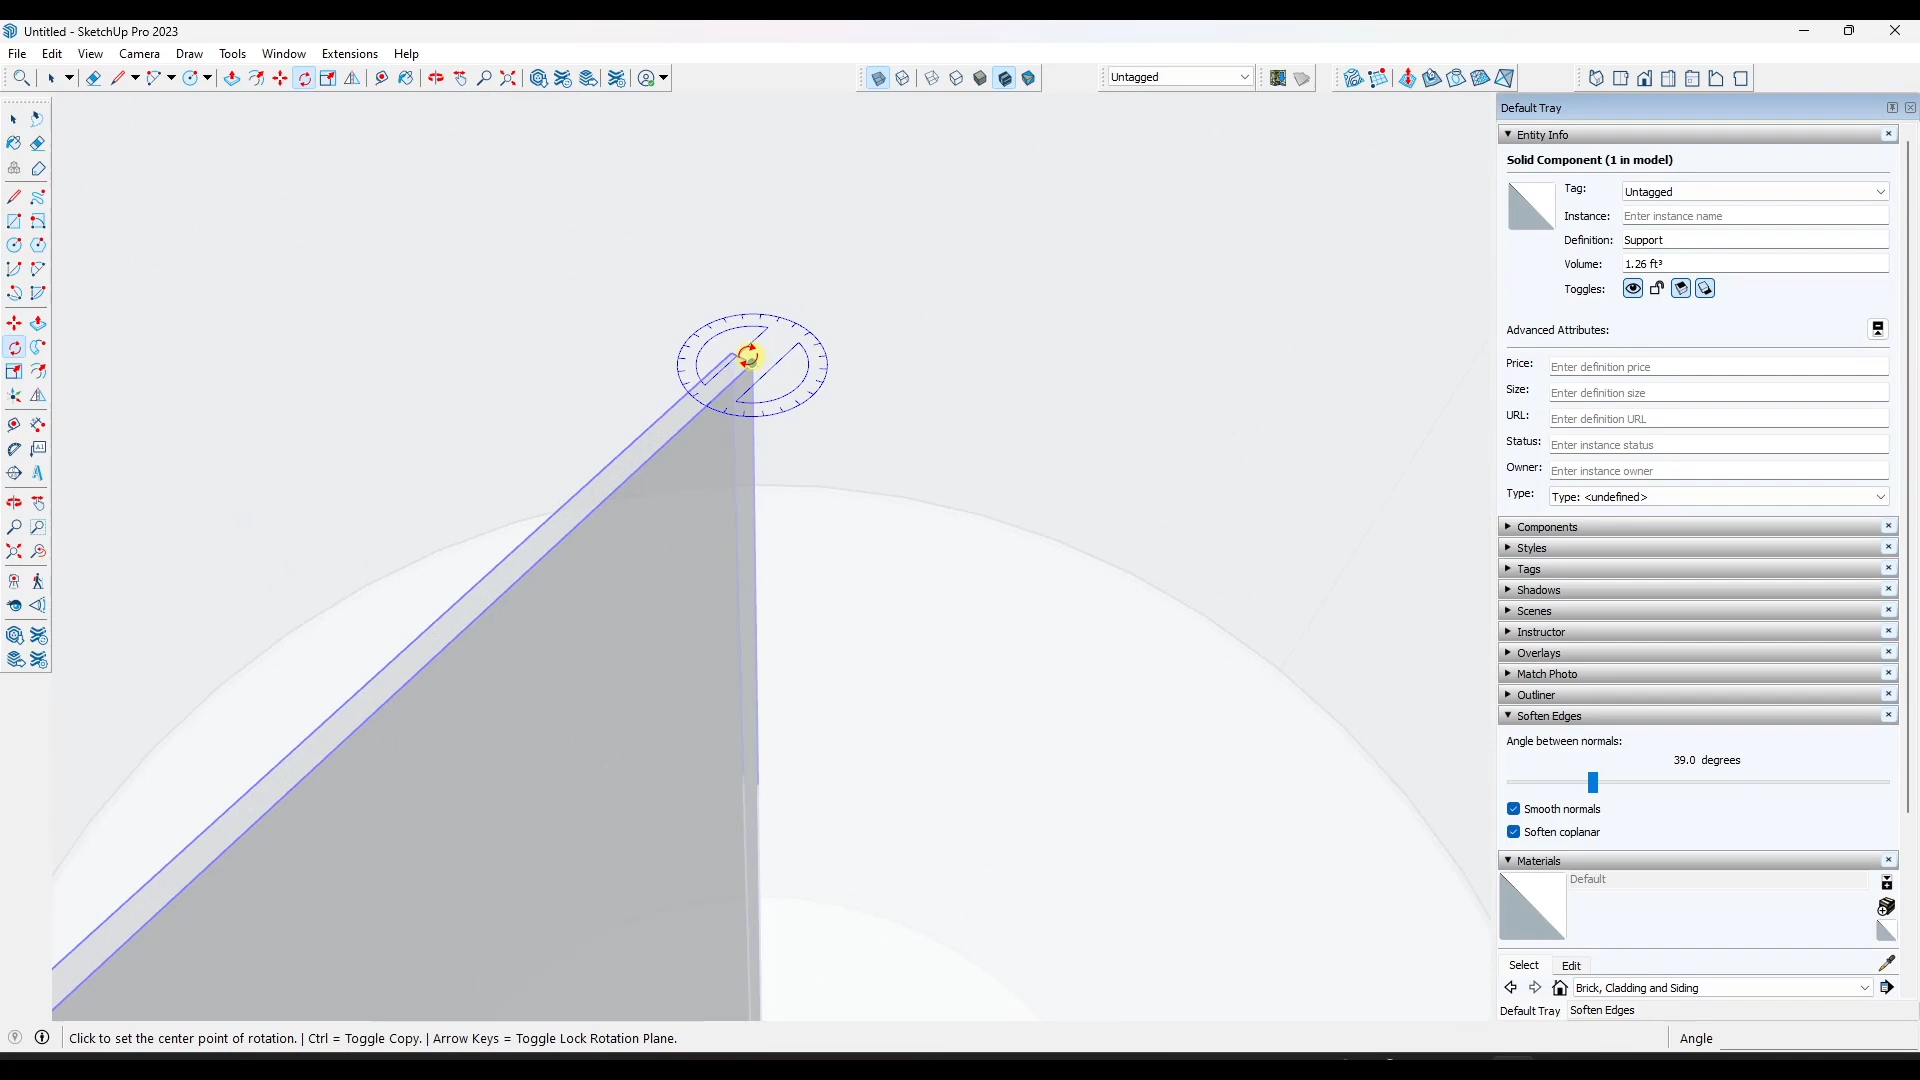 Untitled - SketchUp Pro 2023
File Edit View Camera Draw Tools Window Extensions Help
Untagged
Default Tray
Entity Info
Solid Component (1 in model)
Tag: Untagged
Instance: Enter instance name
Definition: Support
Volume: 1.26 ft³
Toggles:
Advanced Attributes:
Price: Enter definition price
Size: Enter definition size
URL: Enter definition URL
Status: Enter instance status
Owner: Enter instance owner
Type: Type: <undefined>
Components
Styles
Tags
Shadows
Scenes
Instructor
Overlays
Match Photo
Outliner
Soften Edges
Angle between normals:
39.0 degrees
Smooth normals
Soften coplanar
Materials
Default
Select Edit
Brick, Cladding and Siding
Default Tray Soften Edges
Click to set the center point of rotation. | Ctrl = Toggle Copy. | Arrow Keys = Toggle Lock Rotation Plane.
Angle